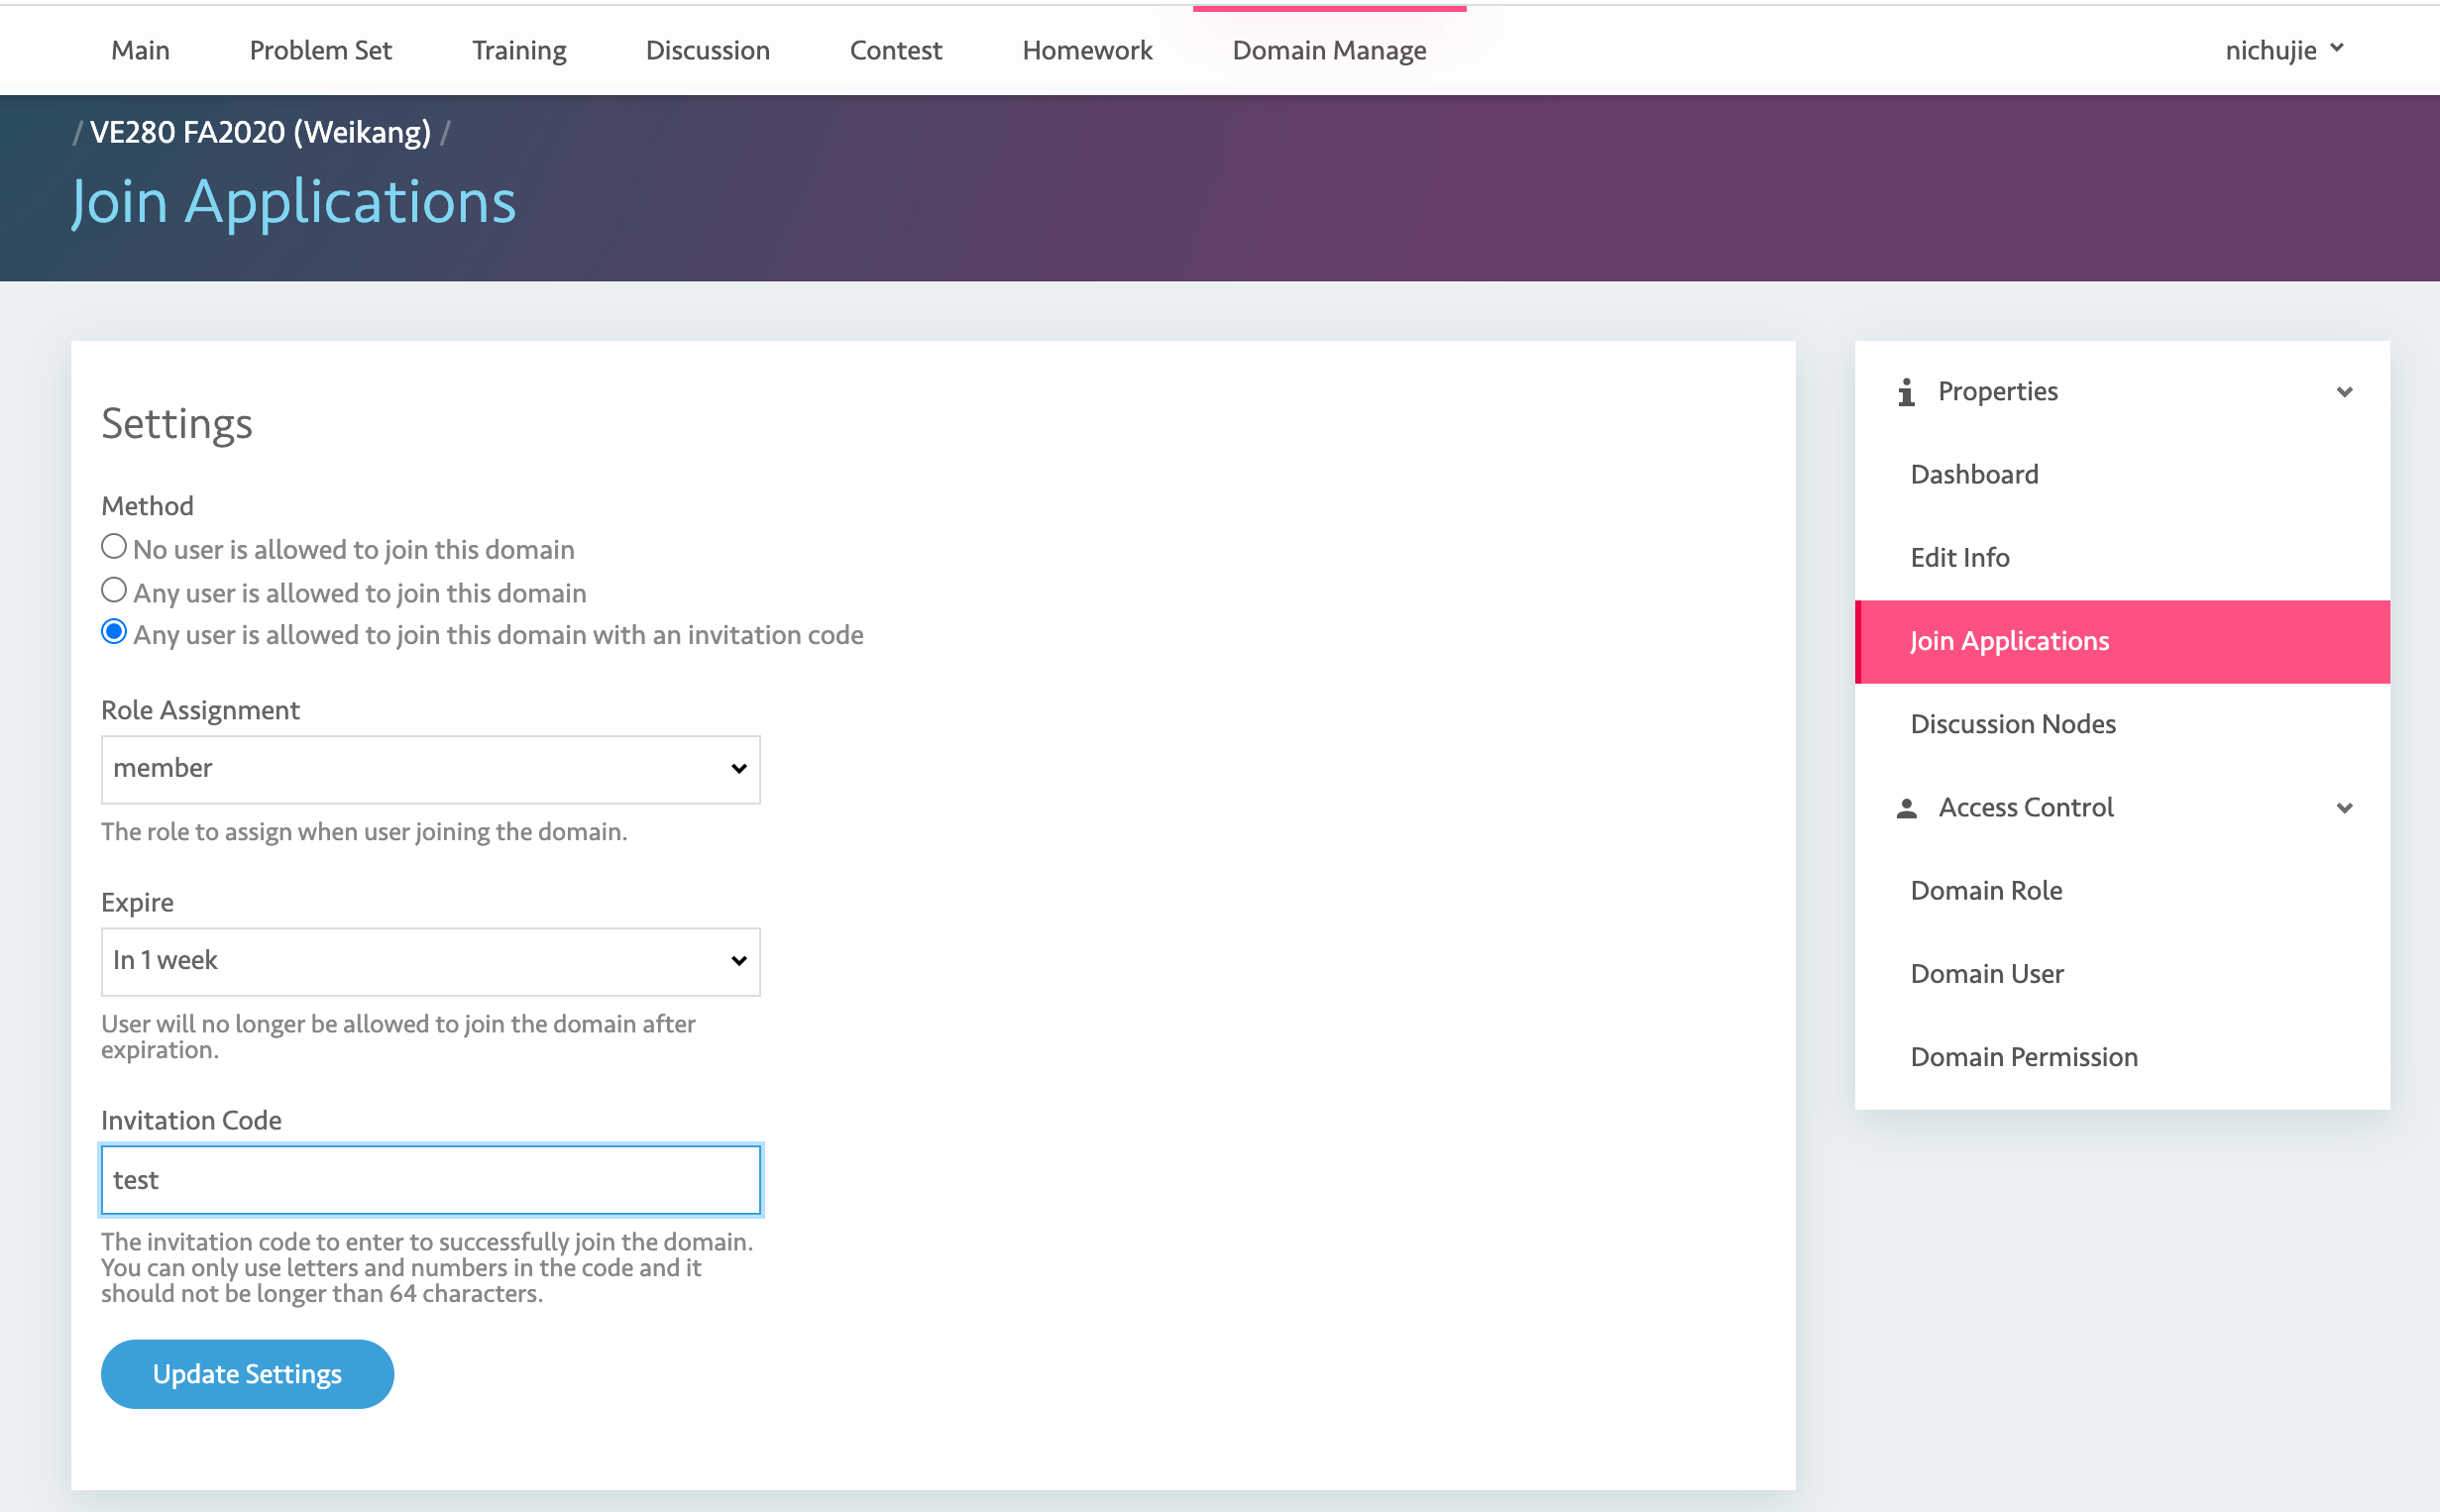 Main Problem Set Training Discussion Contest Homework Domain Manage nichujie
/ VE280 FA2020 (Weikang) /
Join Applications
Settings
Method
No user is allowed to join this domain
Any user is allowed to join this domain
Any user is allowed to join this domain with an invitation code
Role Assignment
member
The role to assign when user joining the domain.
Expire
In 1 week
User will no longer be allowed to join the domain after
expiration.
Invitation Code
test
The invitation code to enter to successfully join the domain.
You can only use letters and numbers in the code and it
should not be longer than 64 characters.
Update Settings
Properties
Dashboard
Edit Info
Join Applications
Discussion Nodes
Access Control
Domain Role
Domain User
Domain Permission